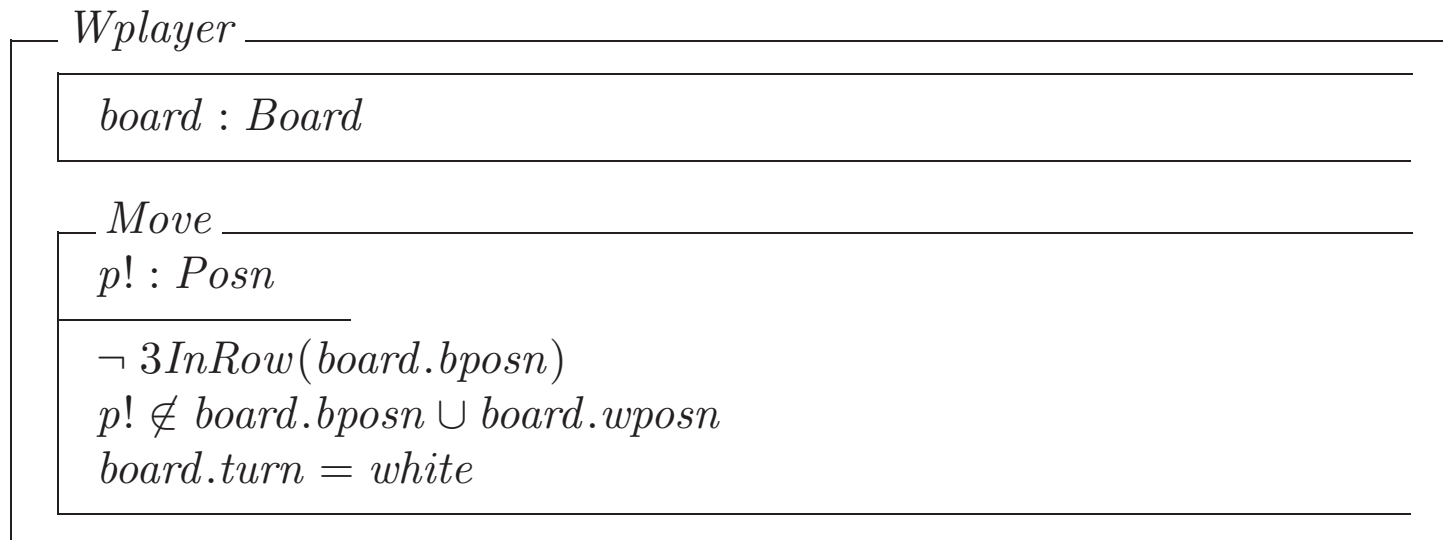 Wplayer
board : Board
Move
p! : Posn
¬ 3InRow(board.bposn)
p! ∉ board.bposn ∪ board.wposn
board.turn = white